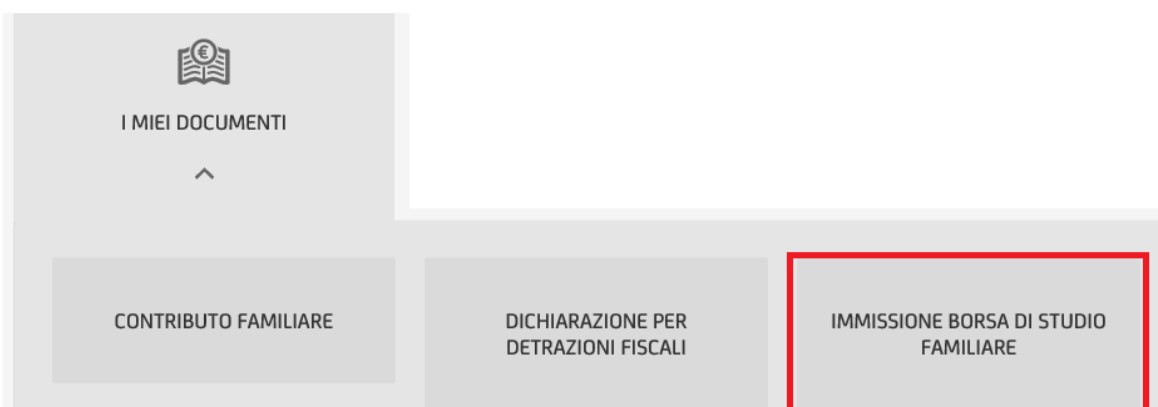 I MIEI DOCUMENTI
CONTRIBUTO FAMILIARE
DICHIARAZIONE PER
DETRAZIONI FISCALI
IMMISSIONE BORSA DI STUDIO
FAMILIARE